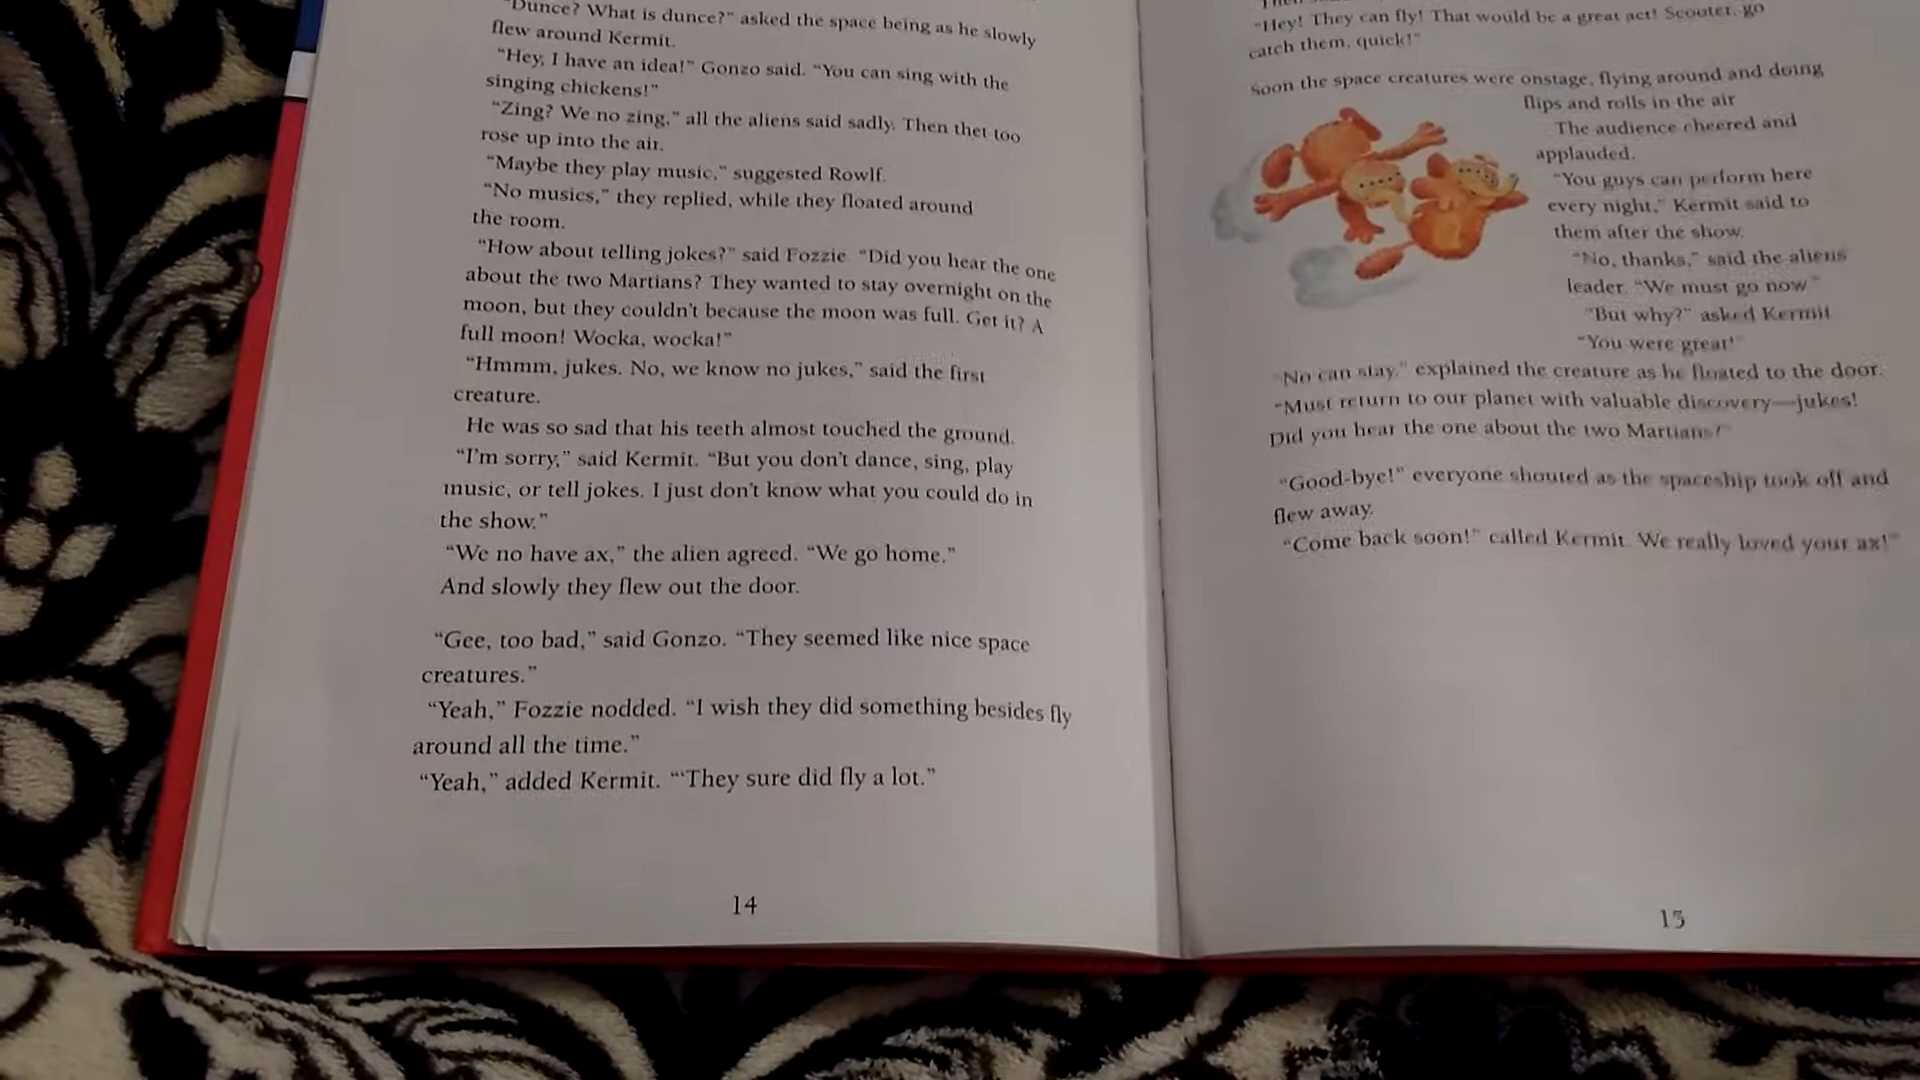 "Dunce? What is dunce?" asked the space being as he slowly
flew around Kermit.
"Hey, I have an idea!" Gonzo said. "You can sing with the
singing chickens!"
"Zing? We no zing," all the aliens said sadly. Then thet too
rose up into the air.
"Maybe they play music," suggested Rowlf.
"No musics," they replied, while they floated around
the room.
"How about telling jokes?" said Fozzie "Did you hear the one
about the two Martians? They wanted to stay overnight on the
moon, but they couldn't because the moon was full. Get it? A
full moon! Wocka, wocka!"
"Hmmm, jukes. No, we know no jukes," said the first
creature.
He was so sad that his teeth almost touched the ground.
"I'm sorry," said Kermit. "But you don't dance, sing, play
music, or tell jokes. I just don't know what you could do in
the show."
"We no have ax," the alien agreed. "We go home."
And slowly they flew out the door.
"Gee, too bad," said Gonzo. "They seemed like nice space
creatures."
"Yeah," Fozzie nodded. "I wish they did something besides fly
around all the time."
"Yeah," added Kermit. "'They sure did fly a lot."
14
"Hey! They can fly! That would be a great act! Scooter, go
catch them, quick!"
Soon the space creatures were onstage, flying around and doing
flips and rolls in the air
The audience cheered and
applauded.
"You guys can perform here
every night," Kermit said to
them after the show.
"No, thanks," said the aliens
leader. "We must go now"
"But why?" asked Kermit
"You were great!"
"No can stay," explained the creature as he floated to the door.
"Must return to our planet with valuable discovery—jukes!
Did you hear the one about the two Martians?"
"Good-bye!" everyone shouted as the spaceship took off and
flew away.
"Come back soon!" called Kermit. We really loved your ax!"
15